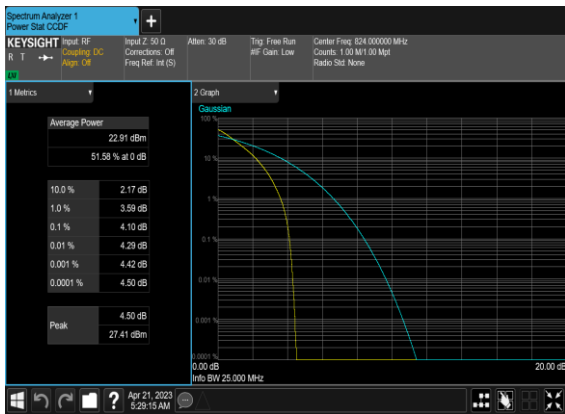 Spectrum Analyzer 1
Power Stat CCDF
KEYSIGHT
R T
LXI
Input: RF
Coupling: DC
Align: Off
Input Z: 50 Ω
Corrections: Off
Freq Ref: Int (S)
Atten: 30 dB
Trig: Free Run
#IF Gain: Low
Center Freq: 824.000000 MHz
Counts: 1.00 M/1.00 Mpt
Radio Std: None
1 Metrics
Average Power
22.91 dBm
51.58 % at 0 dB
10.0 % 2.17 dB
1.0 % 3.59 dB
0.1 % 4.10 dB
0.01 % 4.29 dB
0.001 % 4.42 dB
0.0001 % 4.50 dB
Peak
4.50 dB
27.41 dBm
2 Graph
Gaussian
100 %
10 %
1 %
0.1 %
0.01 %
0.001 %
0.0001 %
0.00 dB
20.00 dB
Info BW 25.000 MHz
?
Apr 21, 2023
5:29:15 AM